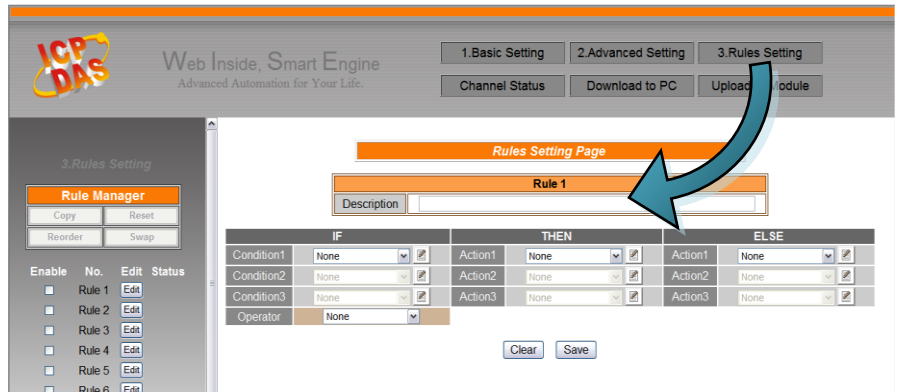 ICP
DAS
Web Inside, Smart Engine
Advanced Automation for Your Life.
1.Basic Setting
2.Advanced Setting
3.Rules Setting
Channel Status
Download to PC
Upload Module
3.Rules Setting
Rule Manager
Copy Reset
Reorder Swap
Enable No. Edit Status
Rule 1 Edit
Rule 2 Edit
Rule 3 Edit
Rule 4 Edit
Rule 5 Edit
Rule 6 Edit
Rules Setting Page
Rule 1
Description
IF THEN ELSE
Condition1 None Action1 None Action1 None
Condition2 None Action2 None Action2 None
Condition3 None Action3 None Action3 None
Operator None
Clear Save